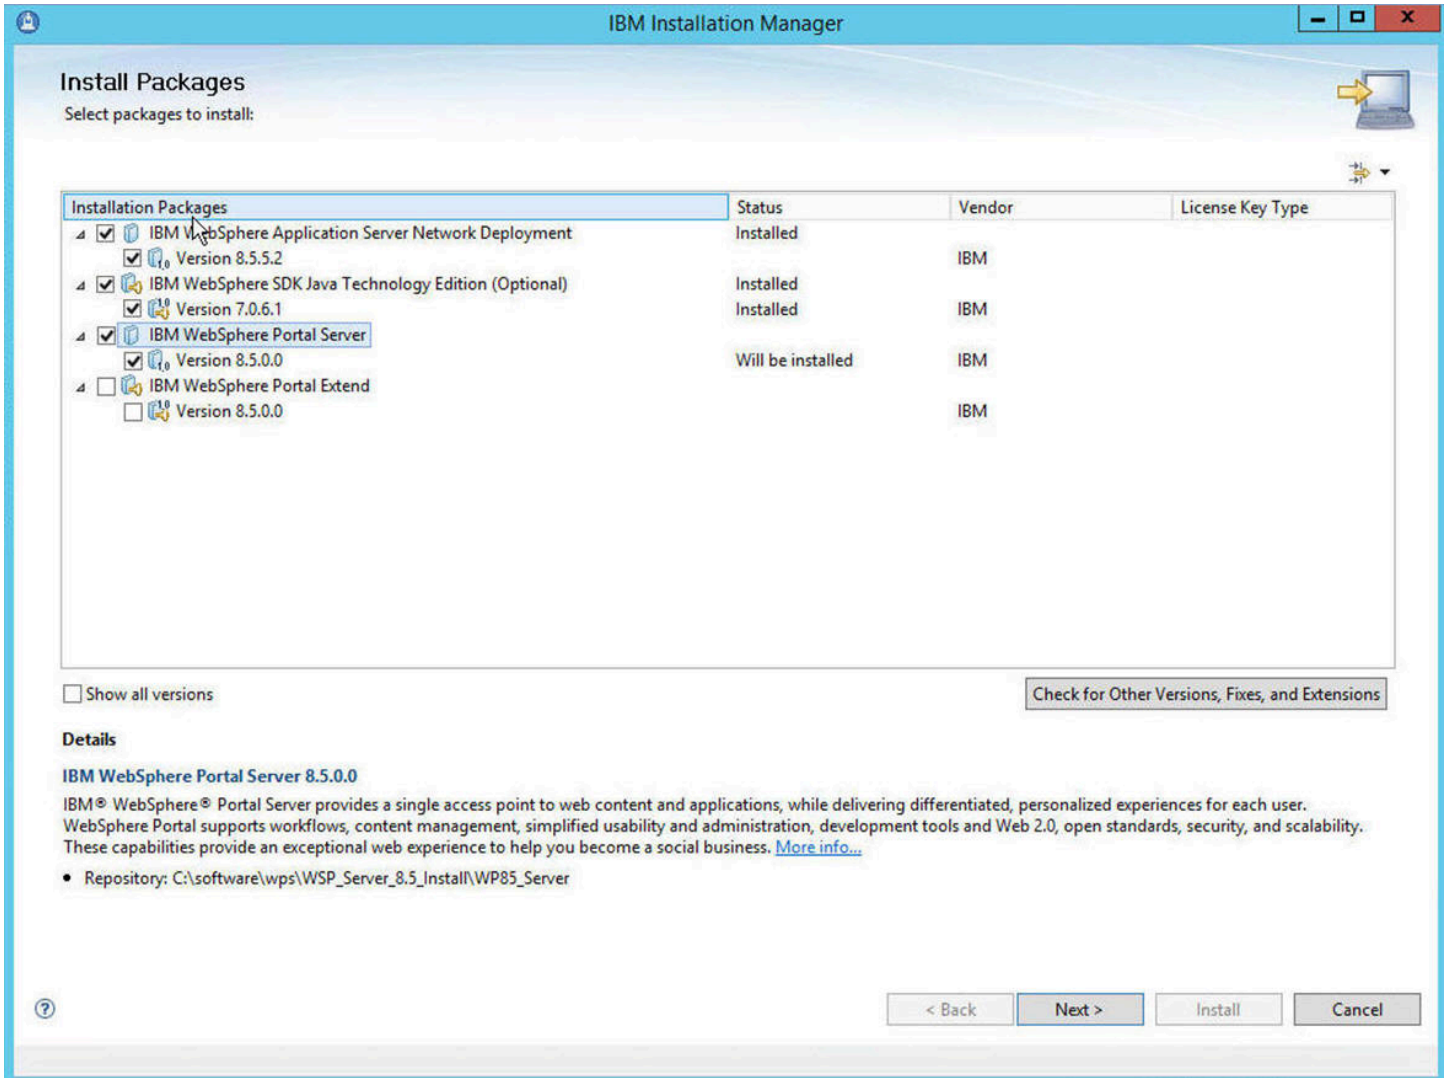 IBM Installation Manager
Install Packages
Select packages to install:
Installation Packages Status Vendor License Key Type
IBM WebSphere Application Server Network Deployment Installed
Version 8.5.5.2 IBM
IBM WebSphere SDK Java Technology Edition (Optional) Installed
Version 7.0.6.1 Installed IBM
IBM WebSphere Portal Server
Version 8.5.0.0 Will be installed IBM
IBM WebSphere Portal Extend
Version 8.5.0.0 IBM
Show all versions Check for Other Versions, Fixes, and Extensions
Details
IBM WebSphere Portal Server 8.5.0.0
IBM® WebSphere® Portal Server provides a single access point to web content and applications, while delivering differentiated, personalized experiences for each user.
WebSphere Portal supports workflows, content management, simplified usability and administration, development tools and Web 2.0, open standards, security, and scalability.
These capabilities provide an exceptional web experience to help you become a social business. More info...
• Repository: C:\software\wps\WSP_Server_8.5_Install\WP85_Server
? < Back Next > Install Cancel